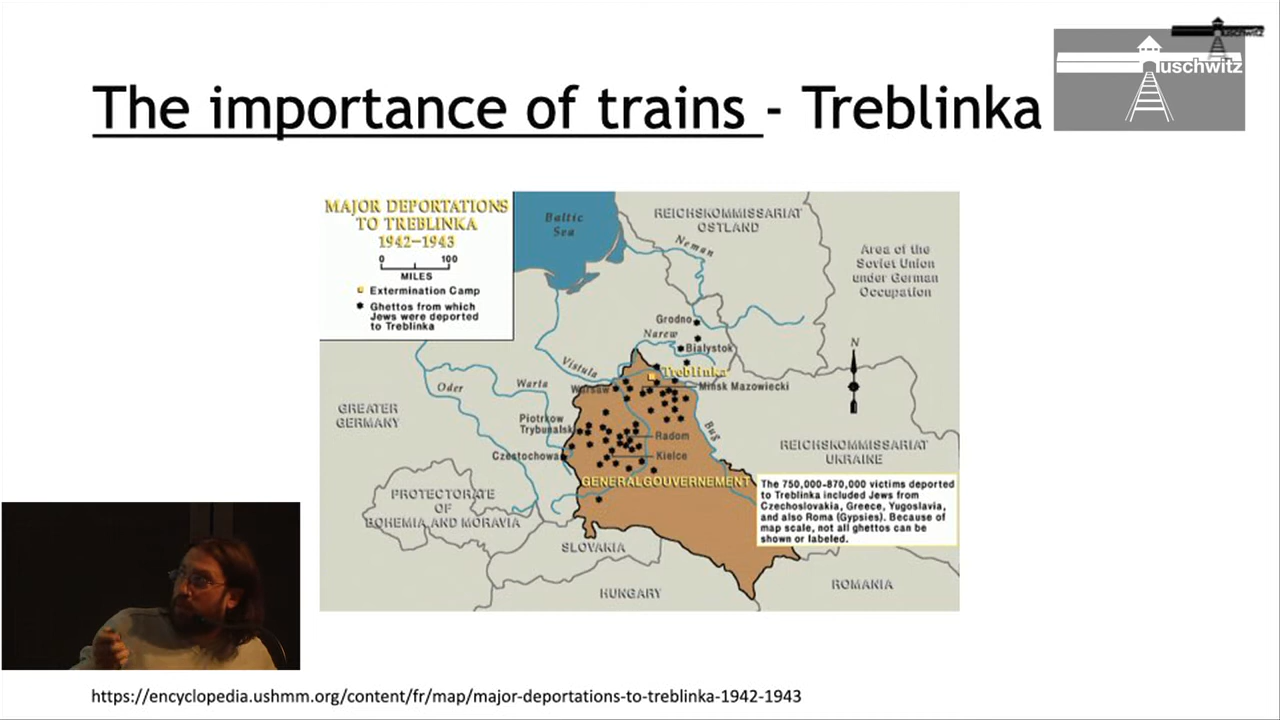 The importance of trains - Treblinka
uschwitz
uschwitz
MAJOR DEPORTATIONS
TO TREBLINKA
1942–1943
0 100
MILES
Extermination Camp
Ghettos from which
Jews were deported
to Treblinka
Baltic
Sea
REICHSKOMMISSARIAT
OSTLAND
Neman
Area of the
Soviet Union
under German
Occupation
Grodno
Narew
Bialystok
N
Vistula
Treblinka
Oder
Warta
Warsaw
Minsk Mazowiecki
GREATER
GERMANY
Piotrkow
Trybunalski
Bug
Radom
REICHSKOMMISSARIAT
UKRAINE
Czestochowa
Kielce
GENERALGOUVERNEMENT
The 750,000-870,000 victims deported
to Treblinka included Jews from
Czechoslovakia, Greece, Yugoslavia,
and also Roma (Gypsies). Because of
map scale, not all ghettos can be
shown or labeled.
PROTECTORATE
OF
BOHEMIA AND MORAVIA
SLOVAKIA
HUNGARY
ROMANIA
https://encyclopedia.ushmm.org/content/fr/map/major-deportations-to-treblinka-1942-1943